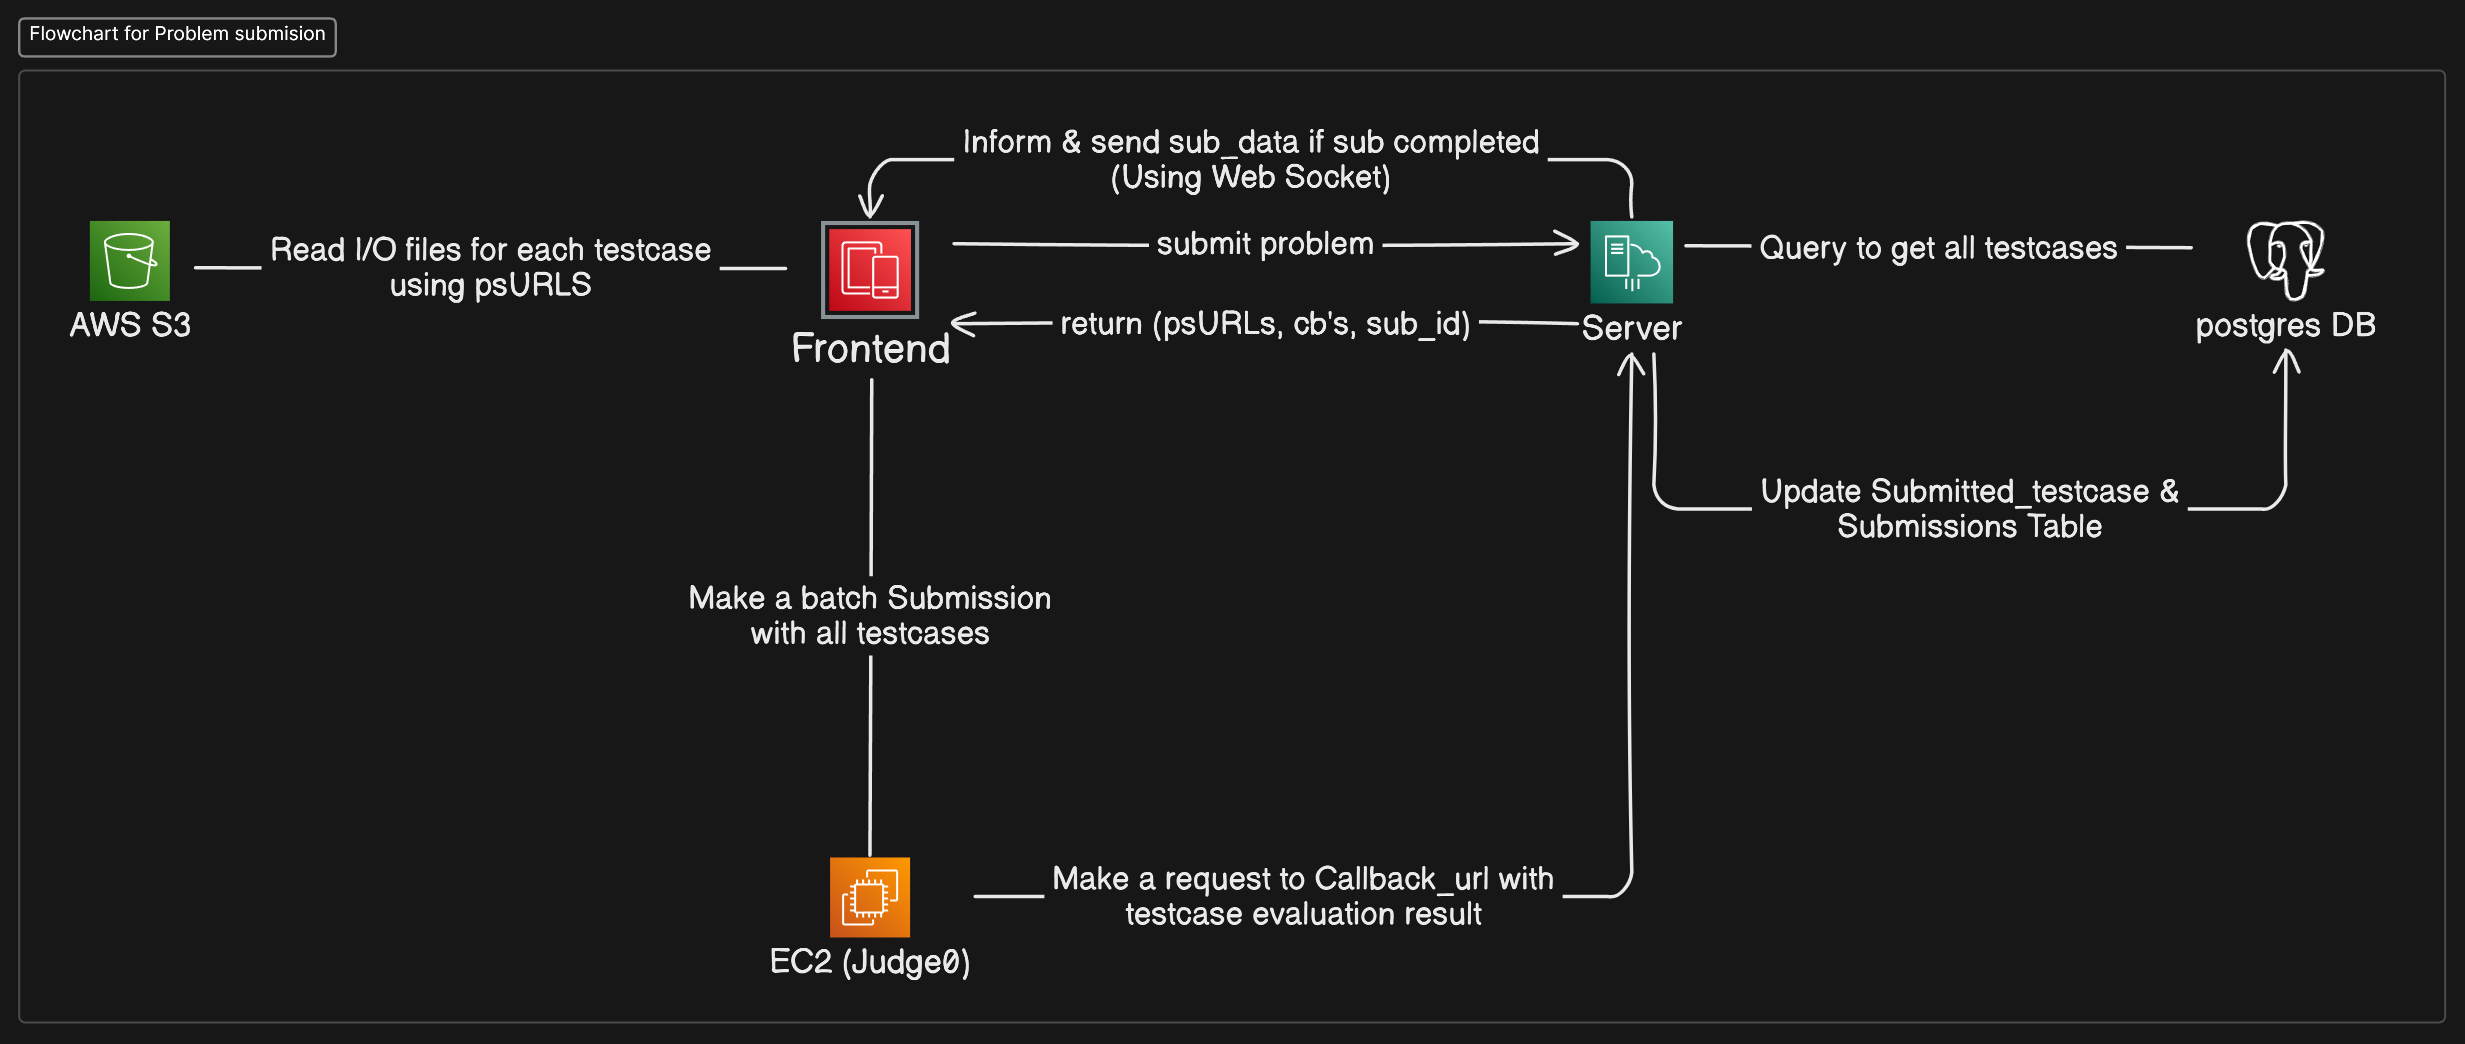 Flowchart for Problem submision
Inform & send sub_data if sub completed
(Using Web Socket)
Read I/O files for each testcase
using psURLS
submit problem
Query to get all testcases
AWS S3
Frontend
return (psURLs, cb's, sub_id)
Server
postgres DB
Update Submitted_testcase &
Submissions Table
Make a batch Submission
with all testcases
Make a request to Callback_url with
testcase evaluation result
EC2 (Judge0)